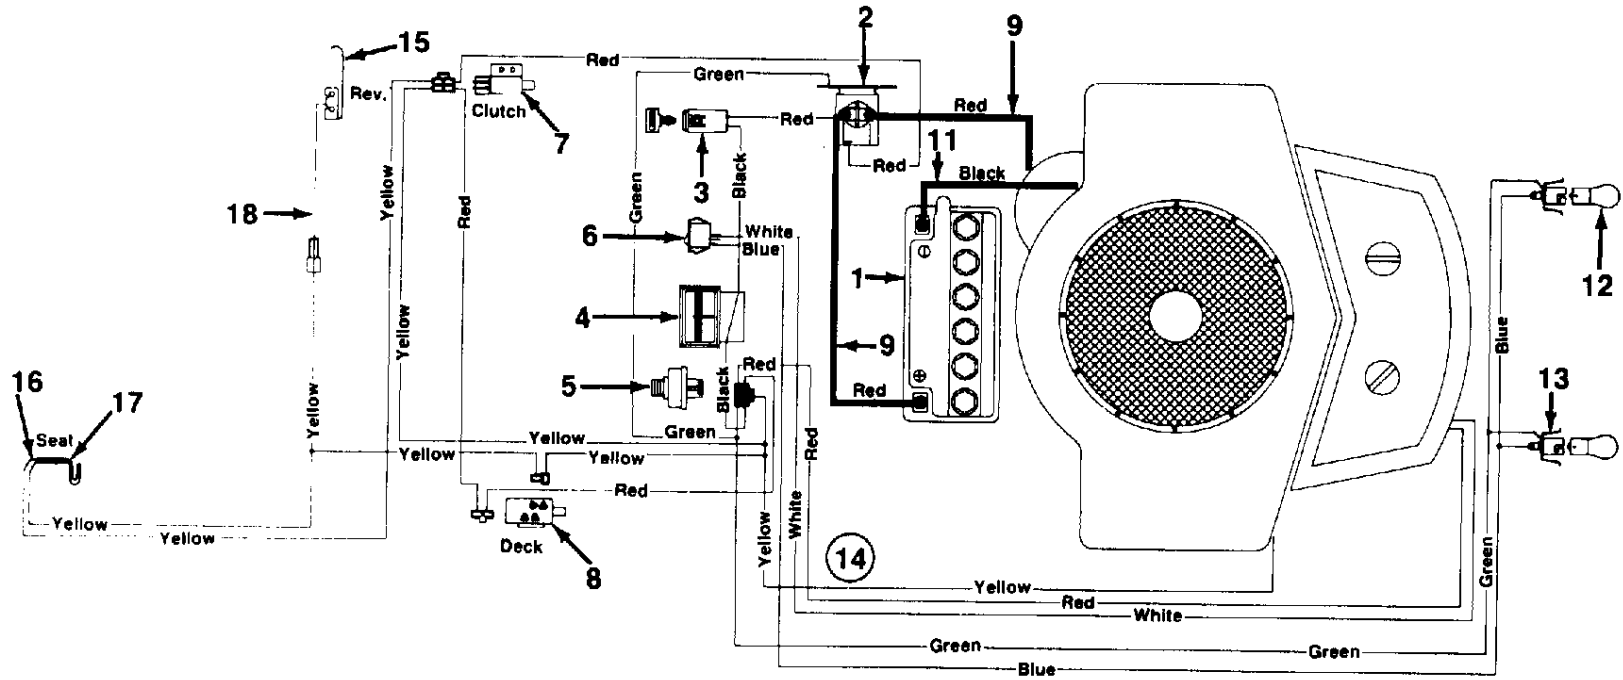 2
9
15
Red
Green
Rev.
Clutch
7
Red
Red
11
Red
Black
3
Black
Green
Yellow
Red
Yellow
18
6
White
Blue
1
12
4
Blue
Yellow
9
5
Red
Black
Red
13
16
17
Seat
Yellow
Green
Yellow
Yellow
Yellow
Red
Red
White
Yellow
14
Yellow
Yellow
Deck
8
Green
Yellow
Red
White
Green
Green
Blue